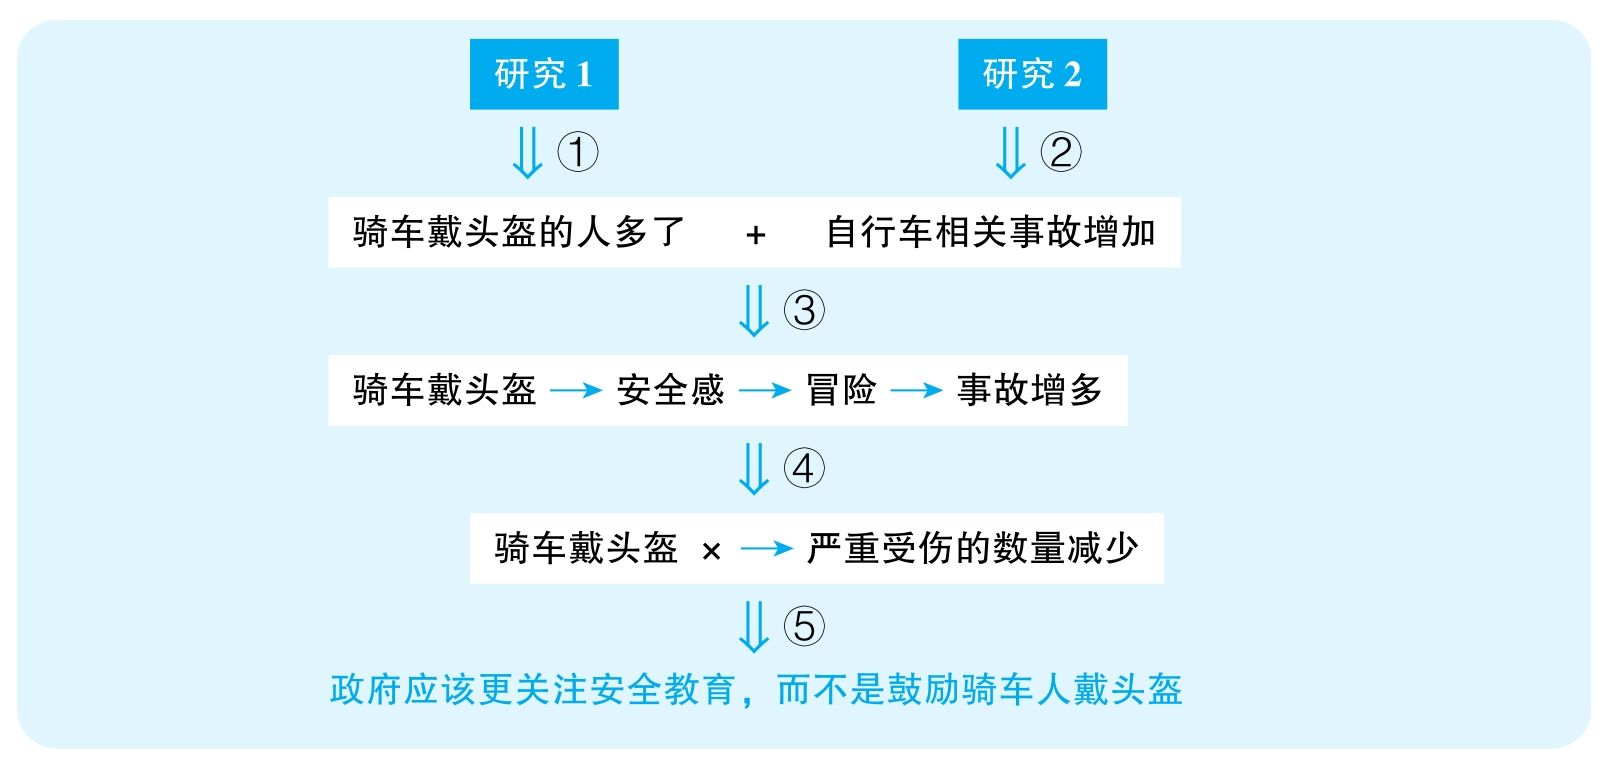 研究1 研究2
① ②
骑车戴头盔的人多了 + 自行车相关事故增加
③
骑车戴头盔 → 安全感 → 冒险 → 事故增多
④
骑车戴头盔 × → 严重受伤的数量减少
⑤
政府应该更关注安全教育，而不是鼓励骑车人戴头盔